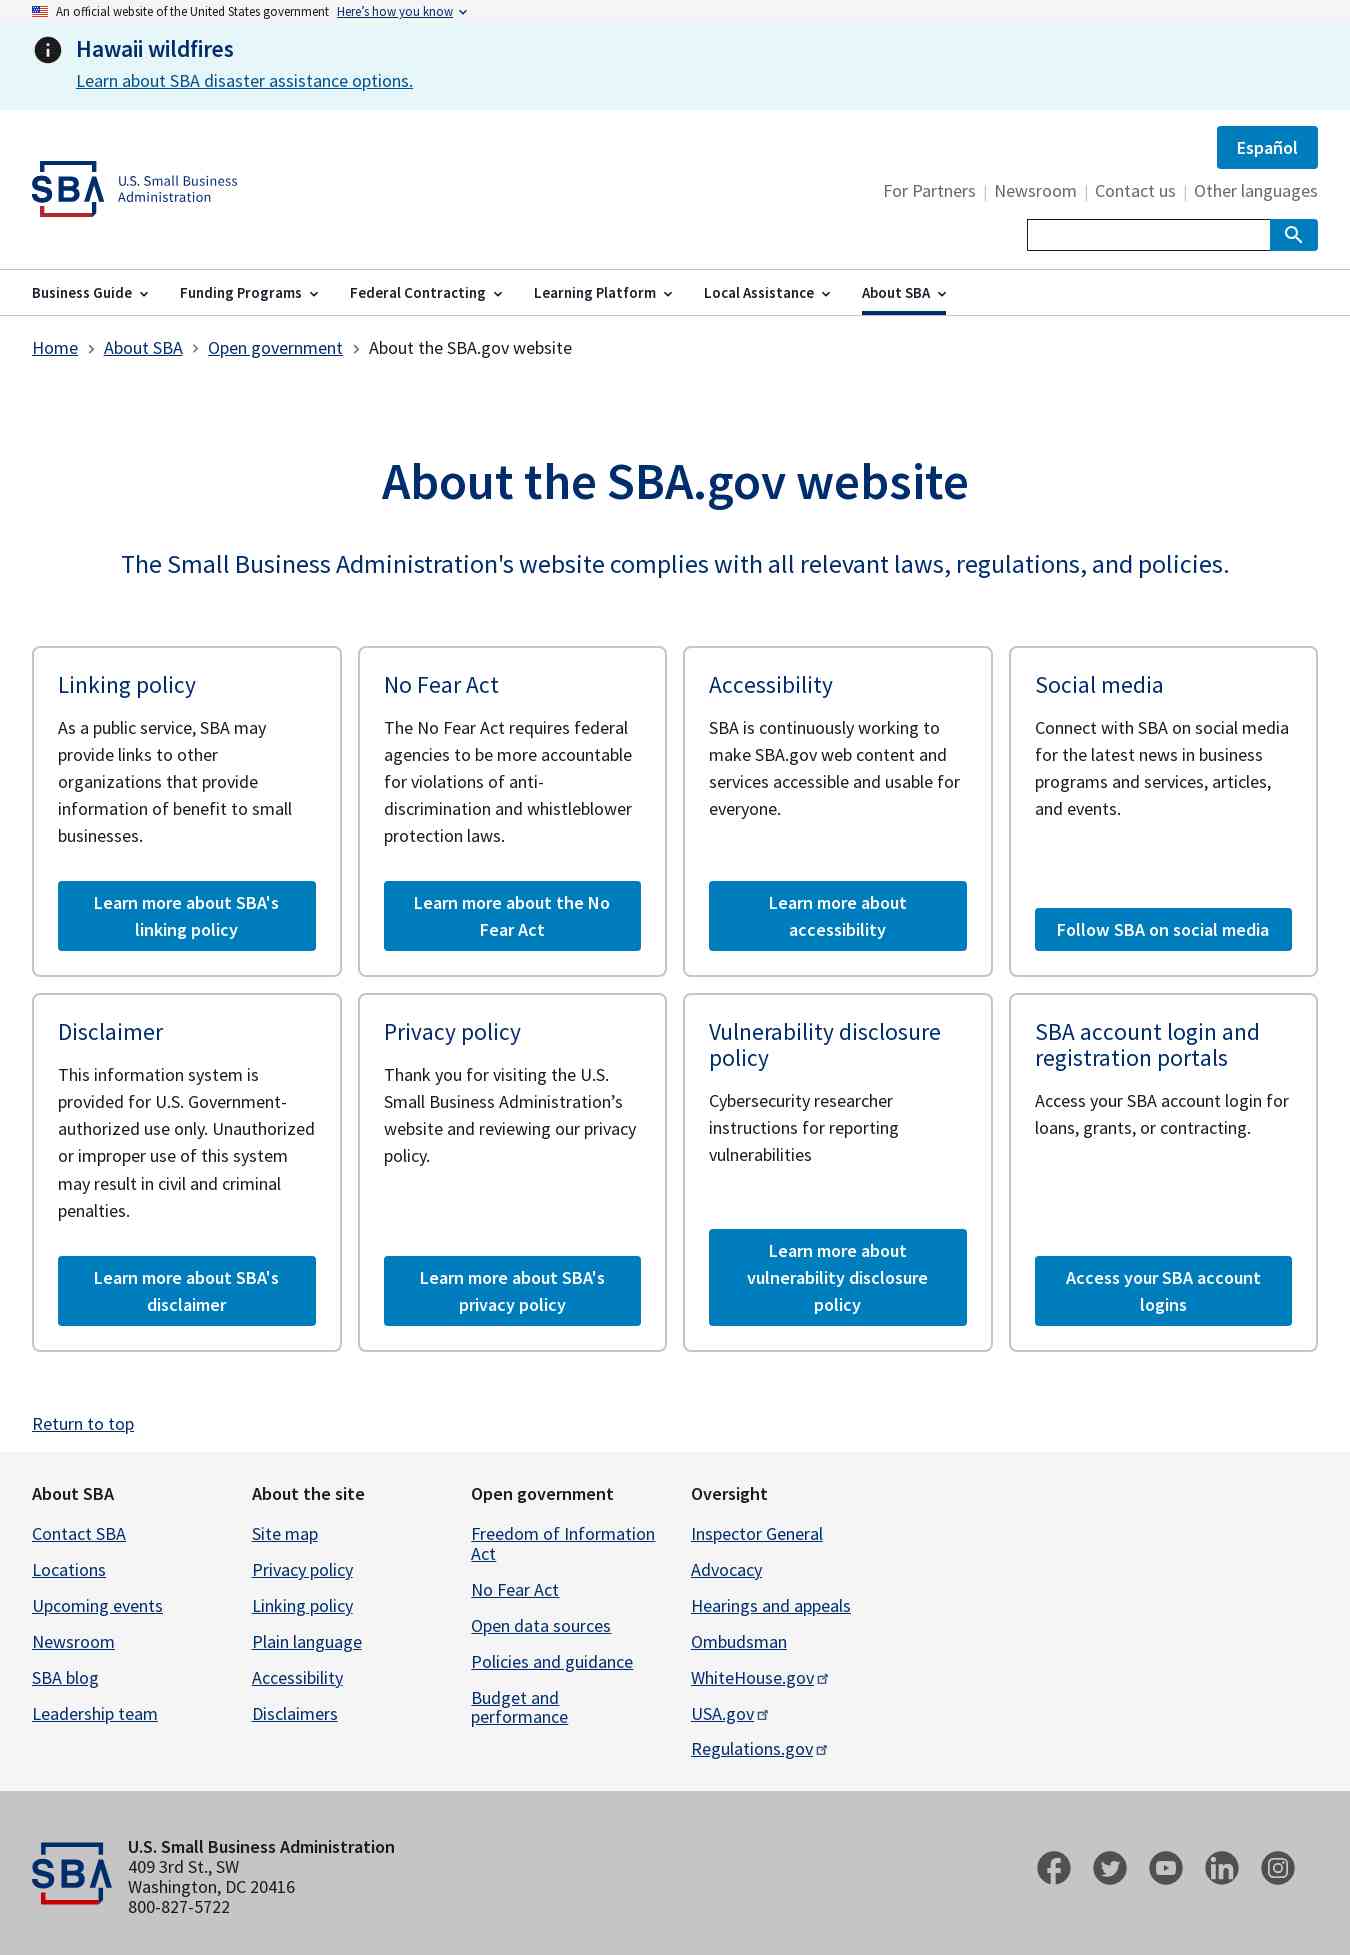 An official website of the United States government Here’s how you know
Hawaii wildfires
Learn about SBA disaster assistance options.
Español
SBA
U.S. Small Business
Administration
For Partners | Newsroom | Contact us | Other languages
Business Guide Funding Programs Federal Contracting Learning Platform Local Assistance About SBA
Home > About SBA > Open government > About the SBA.gov website
About the SBA.gov website
The Small Business Administration's website complies with all relevant laws, regulations, and policies.
Linking policy
As a public service, SBA may
provide links to other
organizations that provide
information of benefit to small
businesses.
Learn more about SBA's
linking policy
No Fear Act
The No Fear Act requires federal
agencies to be more accountable
for violations of anti-
discrimination and whistleblower
protection laws.
Learn more about the No
Fear Act
Accessibility
SBA is continuously working to
make SBA.gov web content and
services accessible and usable for
everyone.
Learn more about
accessibility
Social media
Connect with SBA on social media
for the latest news in business
programs and services, articles,
and events.
Follow SBA on social media
Disclaimer
This information system is
provided for U.S. Government-
authorized use only. Unauthorized
or improper use of this system
may result in civil and criminal
penalties.
Learn more about SBA's
disclaimer
Privacy policy
Thank you for visiting the U.S.
Small Business Administration’s
website and reviewing our privacy
policy.
Learn more about SBA's
privacy policy
Vulnerability disclosure
policy
Cybersecurity researcher
instructions for reporting
vulnerabilities
Learn more about
vulnerability disclosure
policy
SBA account login and
registration portals
Access your SBA account login for
loans, grants, or contracting.
Access your SBA account
logins
Return to top
About SBA
Contact SBA
Locations
Upcoming events
Newsroom
SBA blog
Leadership team
About the site
Site map
Privacy policy
Linking policy
Plain language
Accessibility
Disclaimers
Open government
Freedom of Information
Act
No Fear Act
Open data sources
Policies and guidance
Budget and
performance
Oversight
Inspector General
Advocacy
Hearings and appeals
Ombudsman
WhiteHouse.gov
USA.gov
Regulations.gov
SBA
U.S. Small Business Administration
409 3rd St., SW
Washington, DC 20416
800-827-5722